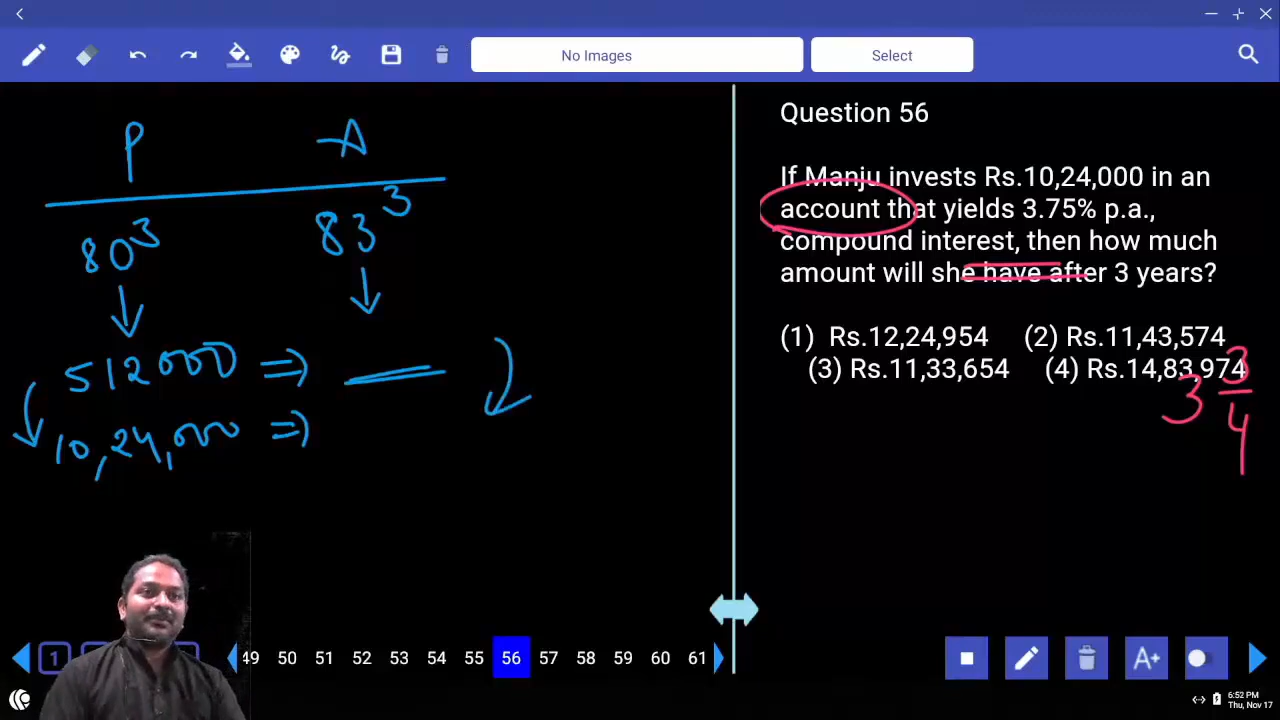 No Images
Select
P A
80³ 83³
512000 ⇒
10,24,000 ⇒
Question 56
If Manju invests Rs.10,24,000 in an
account that yields 3.75% p.a.,
compound interest, then how much
amount will she have after 3 years?
(1) Rs.12,24,954 (2) Rs.11,43,574
(3) Rs.11,33,654 (4) Rs.14,83,974
3 3/4
1
49 50 51 52 53 54 55 56 57 58 59 60 61
A+
6:52 PM
Thu, Nov 17